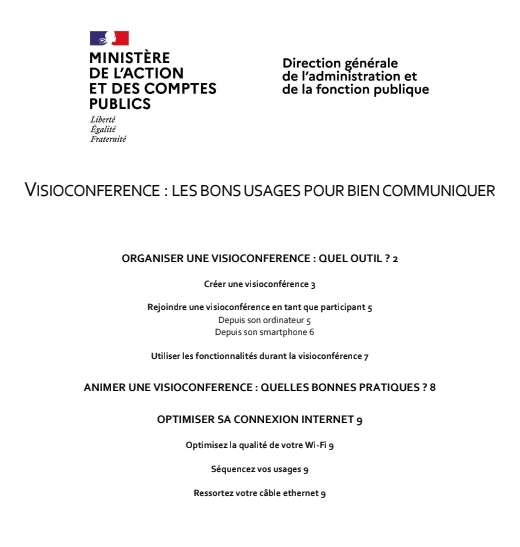 MINISTÈRE
DE L'ACTION
ET DES COMPTES
PUBLICS
Liberté
Égalité
Fraternité
Direction générale
de l'administration et
de la fonction publique
VISIOCONFERENCE : LES BONS USAGES POUR BIEN COMMUNIQUER
ORGANISER UNE VISIOCONFERENCE : QUEL OUTIL ? 2
Créer une visioconférence 3
Rejoindre une visioconférence en tant que participant 5
Depuis son ordinateur 5
Depuis son smartphone 6
Utiliser les fonctionnalités durant la visioconférence 7
ANIMER UNE VISIOCONFERENCE : QUELLES BONNES PRATIQUES ? 8
OPTIMISER SA CONNEXION INTERNET 9
Optimisez la qualité de votre Wi-Fi 9
Séquencez vos usages 9
Ressortez votre câble ethernet 9